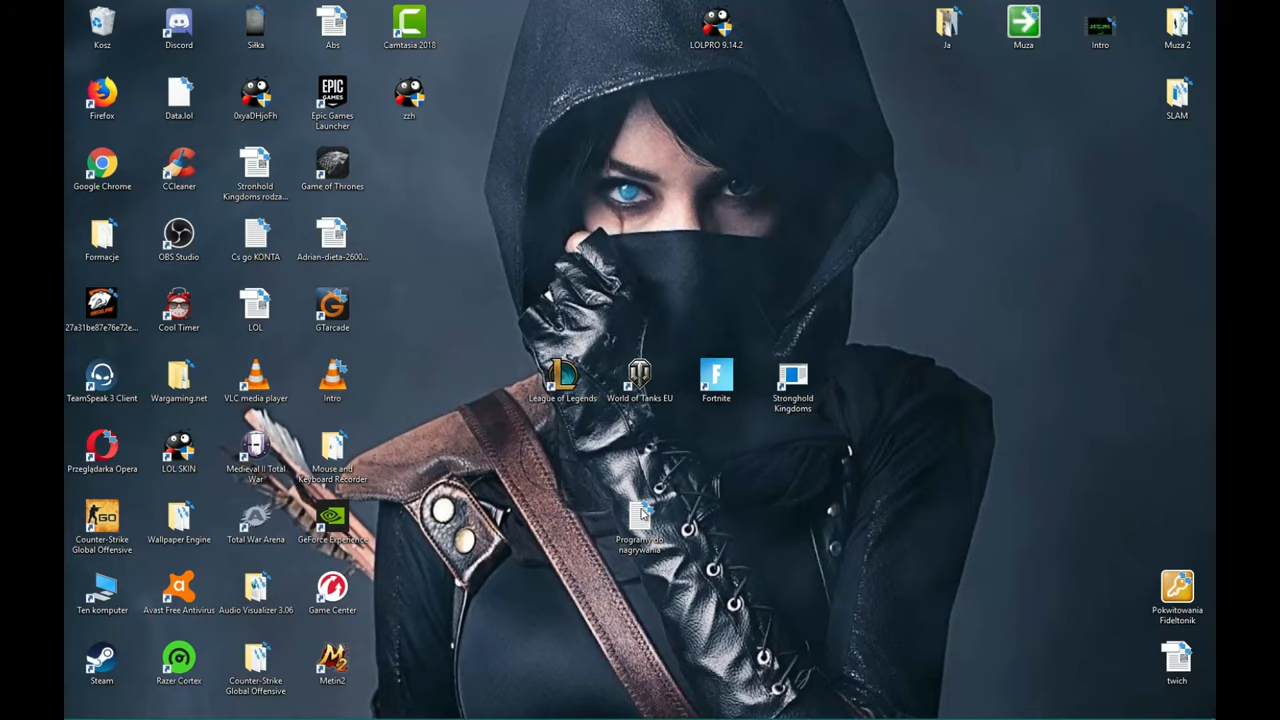 Kosz
Discord
Siłka
Abs
Camtasia 2018
LOLPRO 9.14.2
Ja
Muza
Intro
Muza 2
Firefox
Data.lol
0xyaDHjoFh
EPIC
GAMES
Epic Games
Launcher
zzh
SLAM
Google Chrome
CCleaner
Stronhold
Kingdoms rodza...
Game of Thrones
Formacje
OBS Studio
Cs go KONTA
Adrian-dieta-2600...
27a31be87e76e72e...
Cool Timer
LOL
GTarcade
TeamSpeak 3 Client
Wargaming.net
VLC media player
Intro
League of Legends
World of Tanks EU
Fortnite
Stronghold
Kingdoms
Przeglądarka Opera
LOL SKIN
Medieval II Total
War
Mouse and
Keyboard Recorder
GO
Counter-Strike
Global Offensive
Wallpaper Engine
Total War Arena
GeForce Experience
Programy do
nagrywania
Ten komputer
Avast Free Antivirus
Audio Visualizer 3.06
Game Center
Pokwitowania
Fideltonik
Steam
Razer Cortex
Counter-Strike
Global Offensive
Metin2
twich